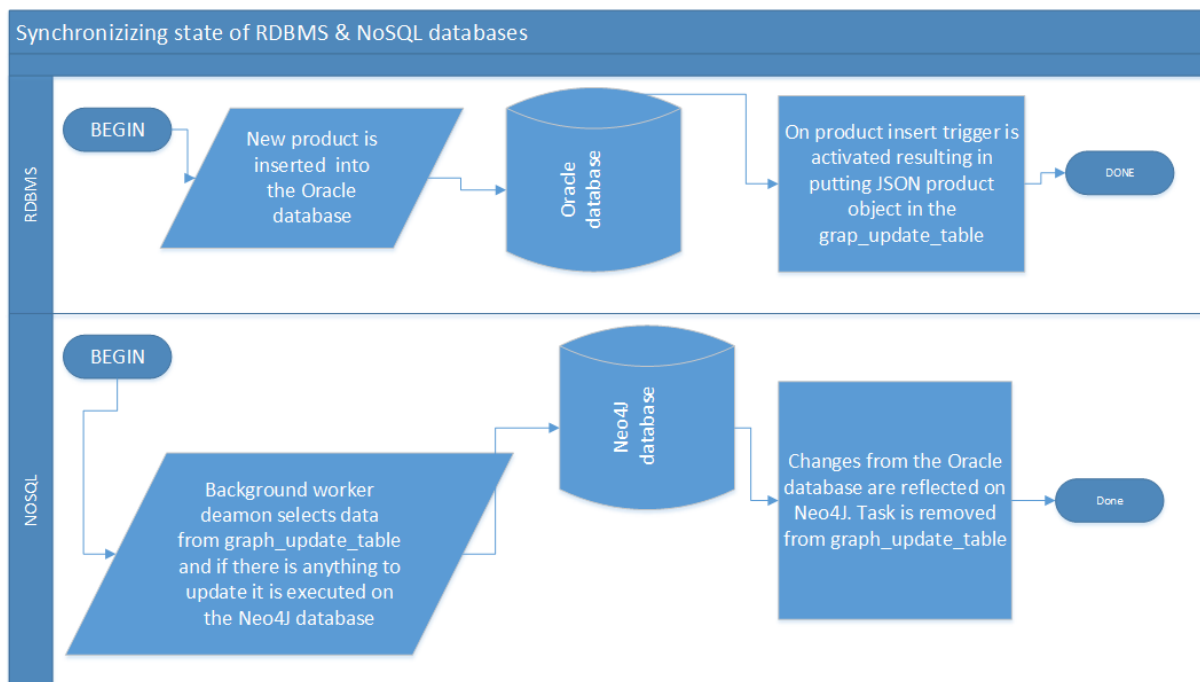 Synchronizizing state of RDBMS & NoSQL databases
RDBMS
BEGIN
New product is
inserted into
the Oracle
database
Oracle
database
On product insert trigger is
activated resulting in
putting JSON product
object in the
grap_update_table
DONE
NOSQL
BEGIN
Background worker
deamon selects data
from graph_update_table
and if there is anything to
update it is executed on
the Neo4J database
Neo4J
database
Changes from the Oracle
database are reflected on
Neo4J. Task is removed
from graph_update_table
Done